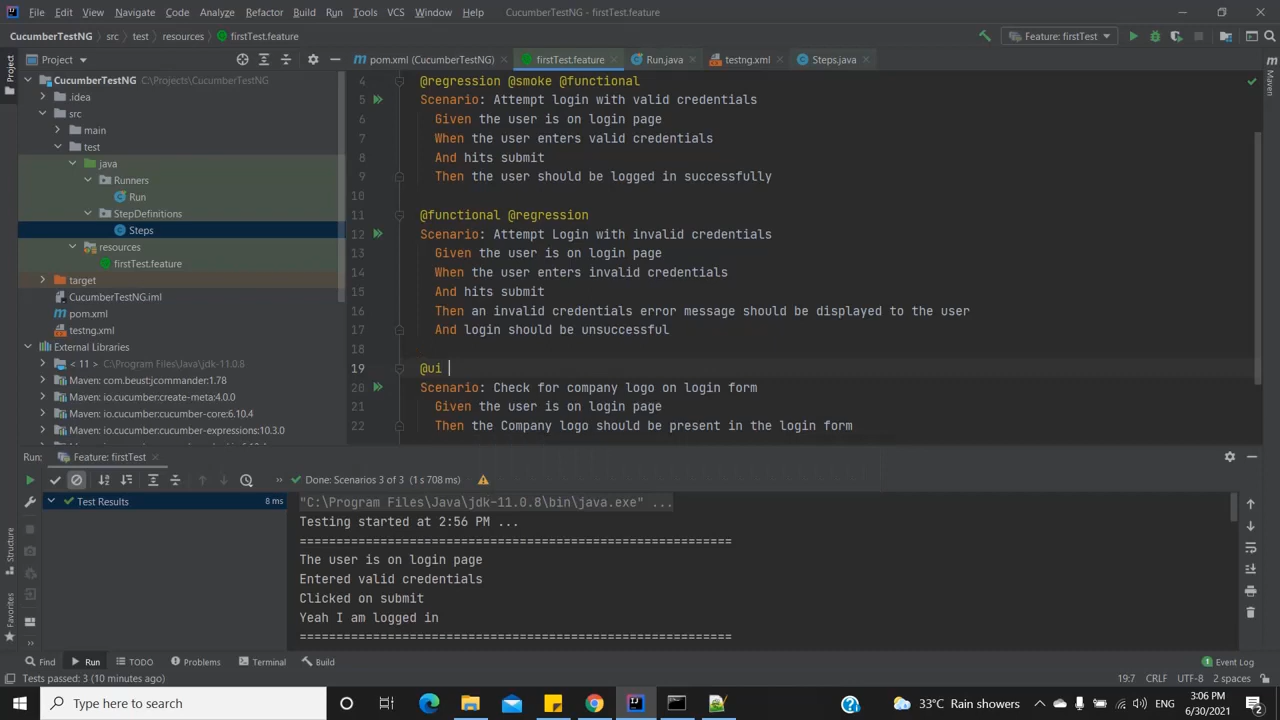 File Edit View Navigate Code Analyze Refactor Build Run Tools VCS Window Help CucumberTestNG - firstTest.feature
CucumberTestNG src test resources firstTest.feature Feature: firstTest
Project
pom.xml (CucumberTestNG) firstTest.feature Run.java testng.xml Steps.java
CucumberTestNG C:\Projects\CucumberTestNG
.idea
src
main
test
java
Runners
Run
StepDefinitions
Steps
resources
firstTest.feature
target
CucumberTestNG.iml
pom.xml
testng.xml
External Libraries
< 11 > C:\Program Files\Java\jdk-11.0.8
Maven: com.beust:jcommander:1.78
Maven: io.cucumber:create-meta:4.0.0
Maven: io.cucumber:cucumber-core:6.10.4
Maven: io.cucumber:cucumber-expressions:10.3.0
4 @regression @smoke @functional
5 Scenario: Attempt login with valid credentials
6 Given the user is on login page
7 When the user enters valid credentials
8 And hits submit
9 Then the user should be logged in successfully
10
11 @functional @regression
12 Scenario: Attempt Login with invalid credentials
13 Given the user is on login page
14 When the user enters invalid credentials
15 And hits submit
16 Then an invalid credentials error message should be displayed to the user
17 And login should be unsuccessful
18
19 @ui
20 Scenario: Check for company logo on login form
21 Given the user is on login page
22 Then the Company logo should be present in the login form
Project
Structure
Favorites
Maven
Run: Feature: firstTest
Done: Scenarios 3 of 3 (1 s 708 ms)
Test Results 8 ms
"C:\Program Files\Java\jdk-11.0.8\bin\java.exe" ...
Testing started at 2:56 PM ...
===========================================================
The user is on login page
Entered valid credentials
Clicked on submit
Yeah I am logged in
===========================================================
Find Run TODO Problems Terminal Build 1 Event Log
Tests passed: 3 (10 minutes ago) 19:7 CRLF UTF-8 2 spaces
Type here to search 33°C Rain showers 3:06 PM
6/30/2021 2